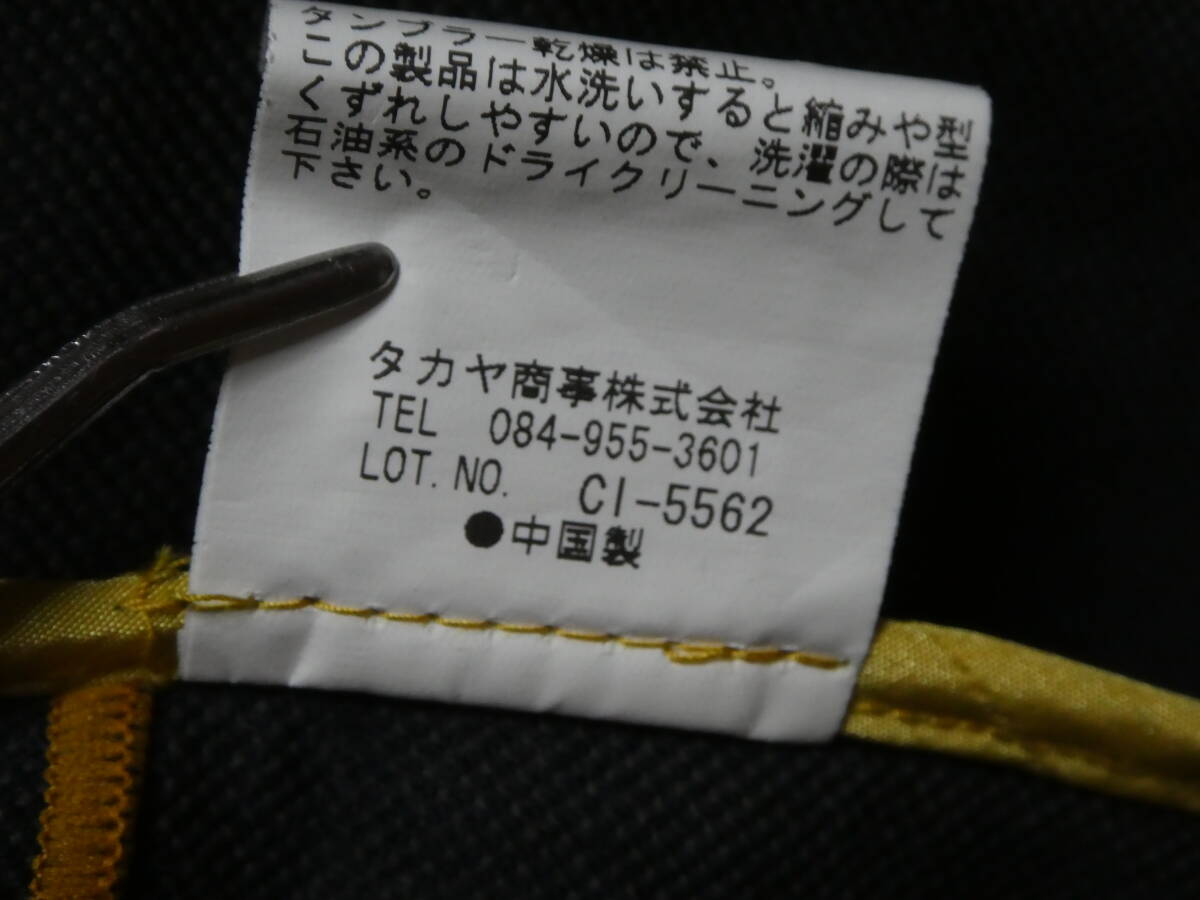 タンブラー乾燥は禁止。
この製品は水洗いすると縮みや型
くずれしやすいので、洗濯の際は
石油系のドライクリーニングして
下さい。
タカヤ商事株式会社
TEL 084-955-3601
LOT. NO. CI-5562
●中国製